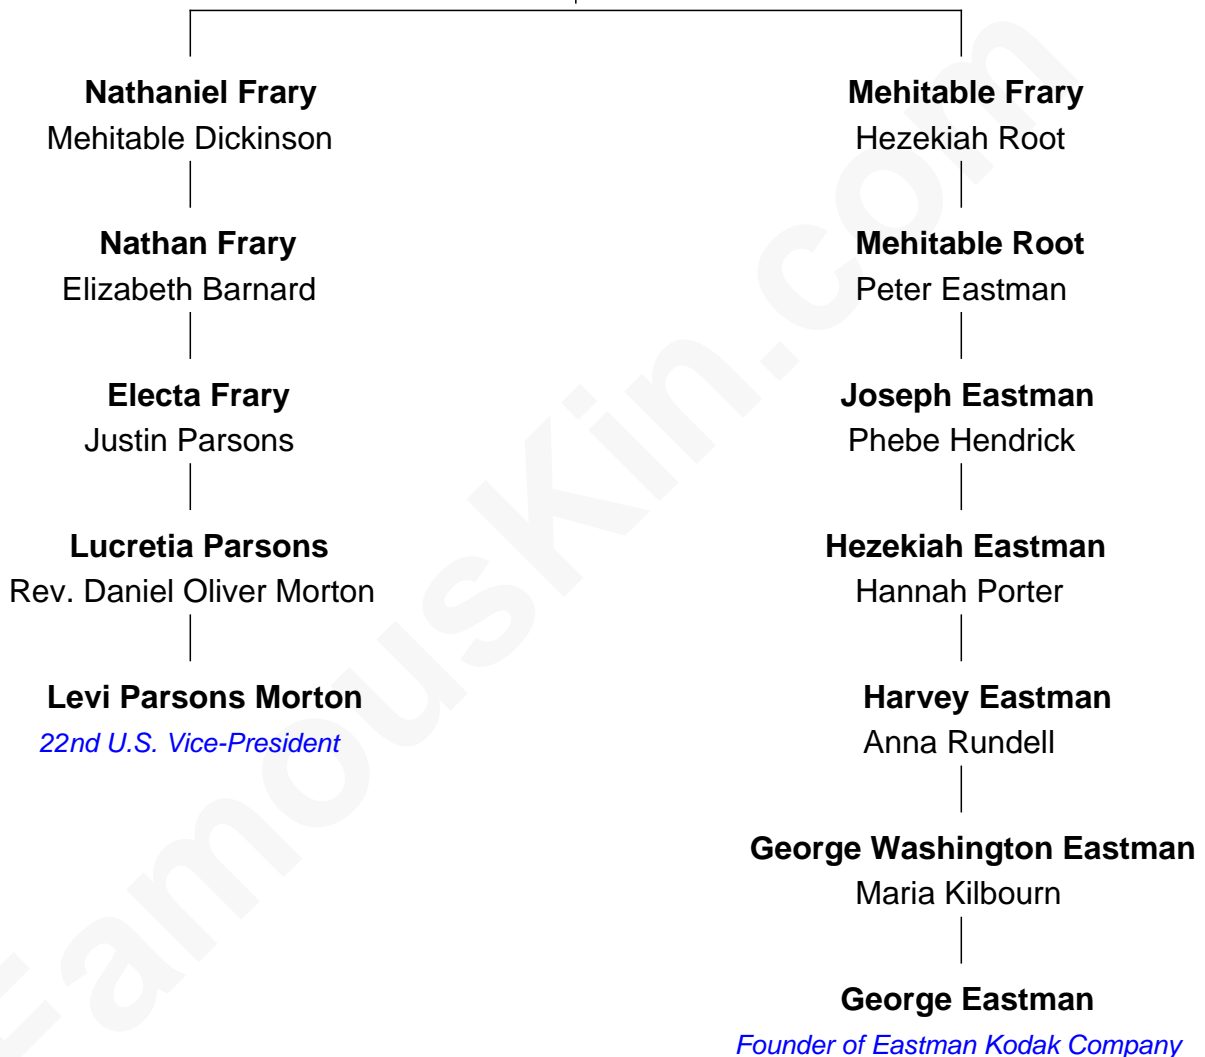 Nathaniel Frary
Mehitable Dickinson
Nathan Frary
Elizabeth Barnard
Electa Frary
Justin Parsons
Lucretia Parsons
Rev. Daniel Oliver Morton
Levi Parsons Morton
22nd U.S. Vice-President
Mehitable Frary
Hezekiah Root
Mehitable Root
Peter Eastman
Joseph Eastman
Phebe Hendrick
Hezekiah Eastman
Hannah Porter
Harvey Eastman
Anna Rundell
George Washington Eastman
Maria Kilbourn
George Eastman
Founder of Eastman Kodak Company
FamousKin.com